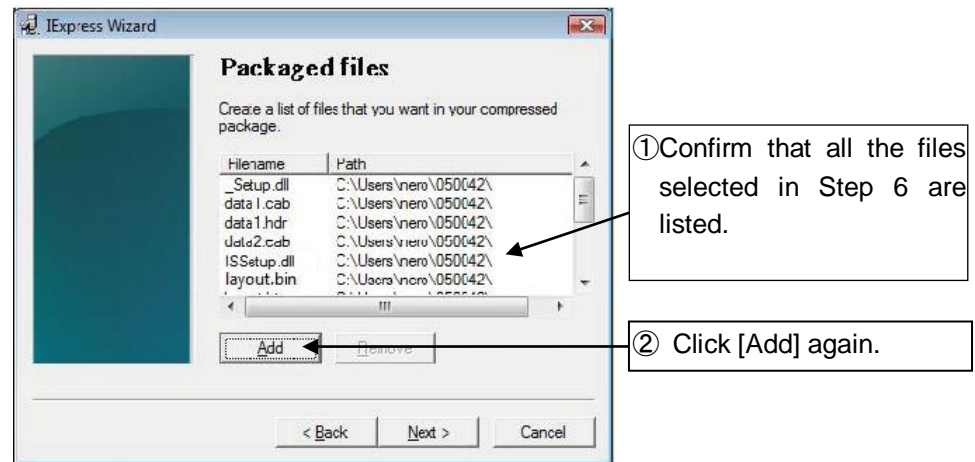 IExpress Wizard
Packaged files
Create a list of files that you want in your compressed
package.
Filename Path
_Setup.dll C:\Users\nero\050042\
data1.cab C:\Users\nero\050042\
data1.hdr C:\Users\nero\050042\
data2.cab C:\Users\nero\050042\
ISSetup.dll C:\Users\nero\050042\
layout.bin C:\Users\nero\050042\
Add Remove
< Back Next > Cancel
①Confirm that all the files
selected in Step 6 are
listed.
② Click [Add] again.